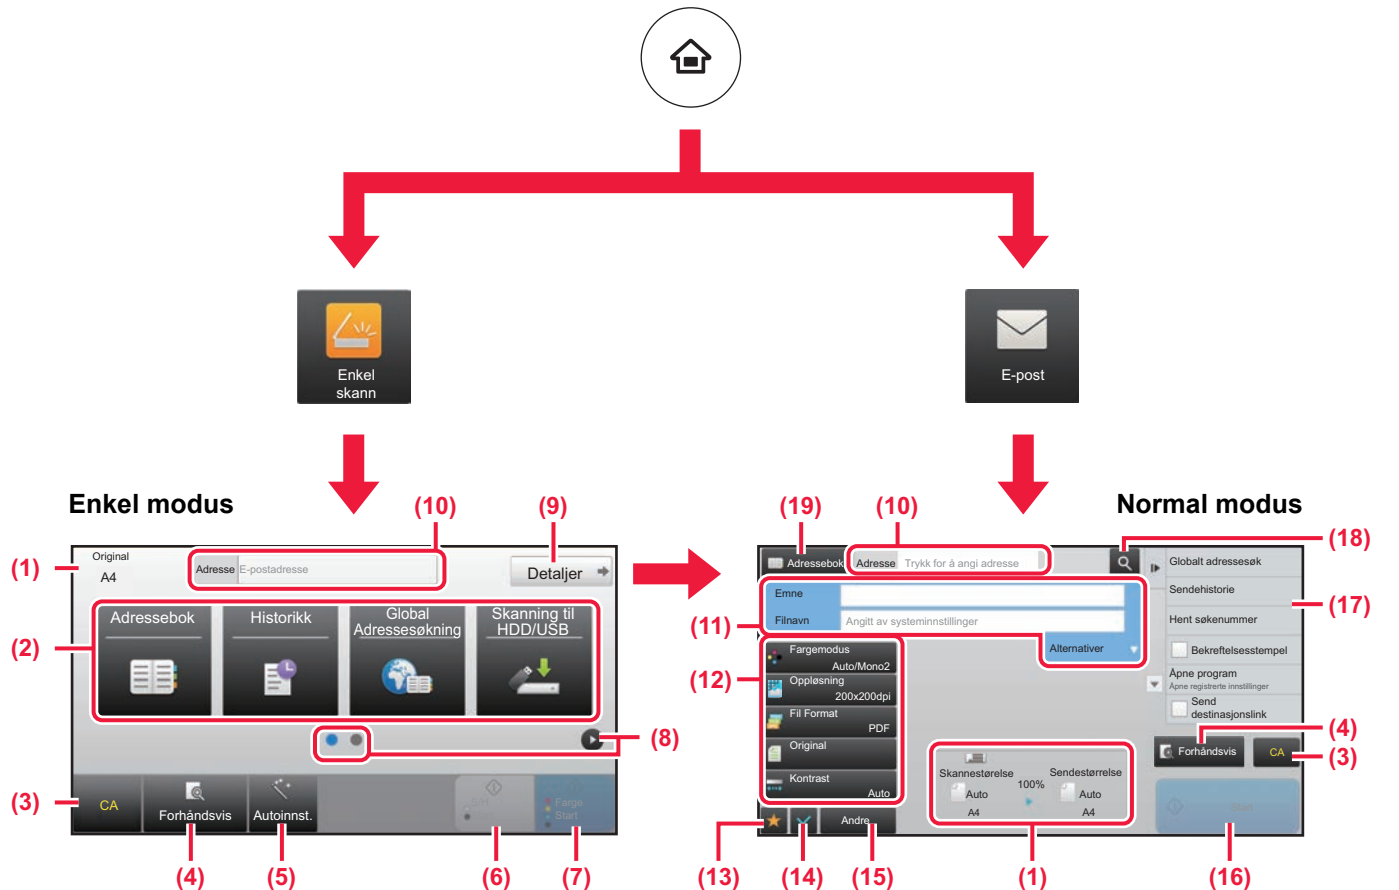 Enkel
skann
E-post
Enkel modus
(10)
(9)
(19)
(10)
Normal modus
(18)
(1)
Original
A4
Adresse
E-postadresse
Detaljer
Adressebok
Adresse
Trykk for å angi adresse
Globalt adressesøk
Sendehistorie
(17)
Hent søkenummer
Bekreftelsesstempel
Åpne program
Åpne registrerte innstillinger
Send
destinasjonslink
(2)
Adressebok
Historikk
Global
Adressesøkning
Skanning til
HDD/USB
(11)
Emne
Filnavn
Angitt av systeminnstillinger
Alternativer
(12)
Fargemodus
Auto/Mono2
Oppløsning
200x200dpi
Fil Format
PDF
Original
Kontrast
Auto
(8)
(4)
Forhåndsvis
CA
(3)
Skannestørelse
Auto
A4
100%
Sendestørrelse
Auto
A4
(3)
CA
Forhåndsvis
Autoinnst.
Farge
Start
Andre
Start
(4)
(5)
(6)
(7)
(13)
(14)
(15)
(1)
(16)